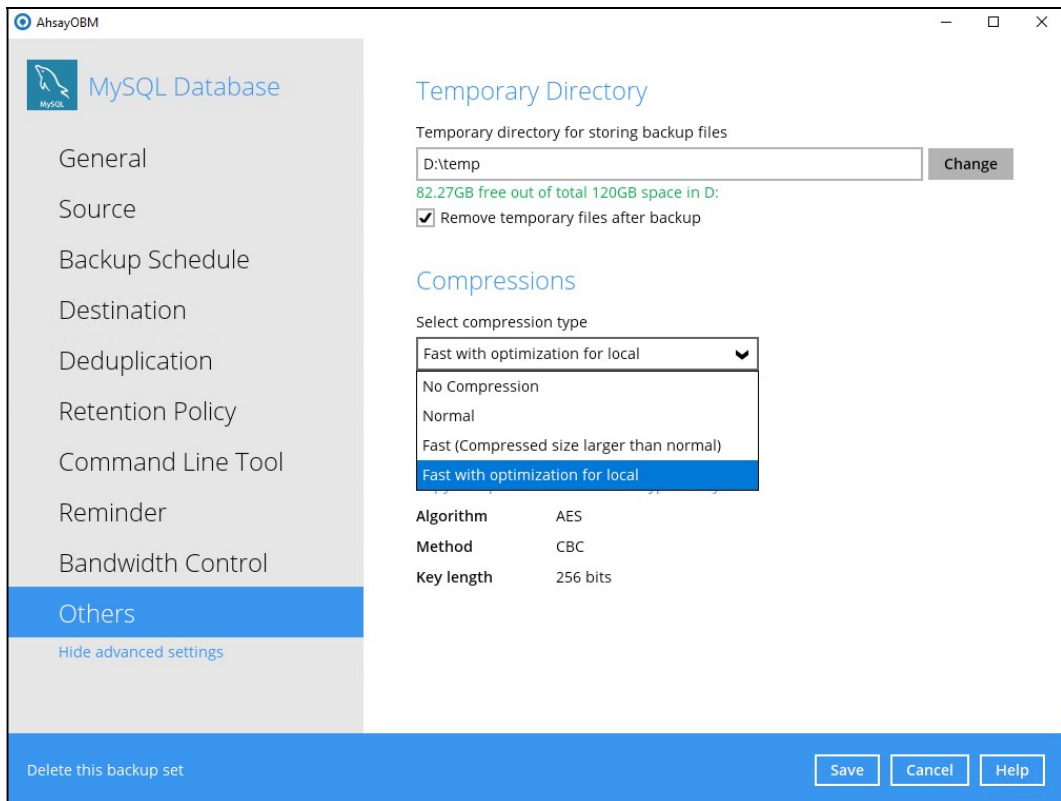 AhsayOBM
MySQL
MySQL Database
General
Source
Backup Schedule
Destination
Deduplication
Retention Policy
Command Line Tool
Reminder
Bandwidth Control
Others
Hide advanced settings
Temporary Directory
Temporary directory for storing backup files
D:\temp
Change
82.27GB free out of total 120GB space in D:
Remove temporary files after backup
Compressions
Select compression type
Fast with optimization for local
No Compression
Normal
Fast (Compressed size larger than normal)
Fast with optimization for local
Algorithm AES
Method CBC
Key length 256 bits
Delete this backup set
Save Cancel Help